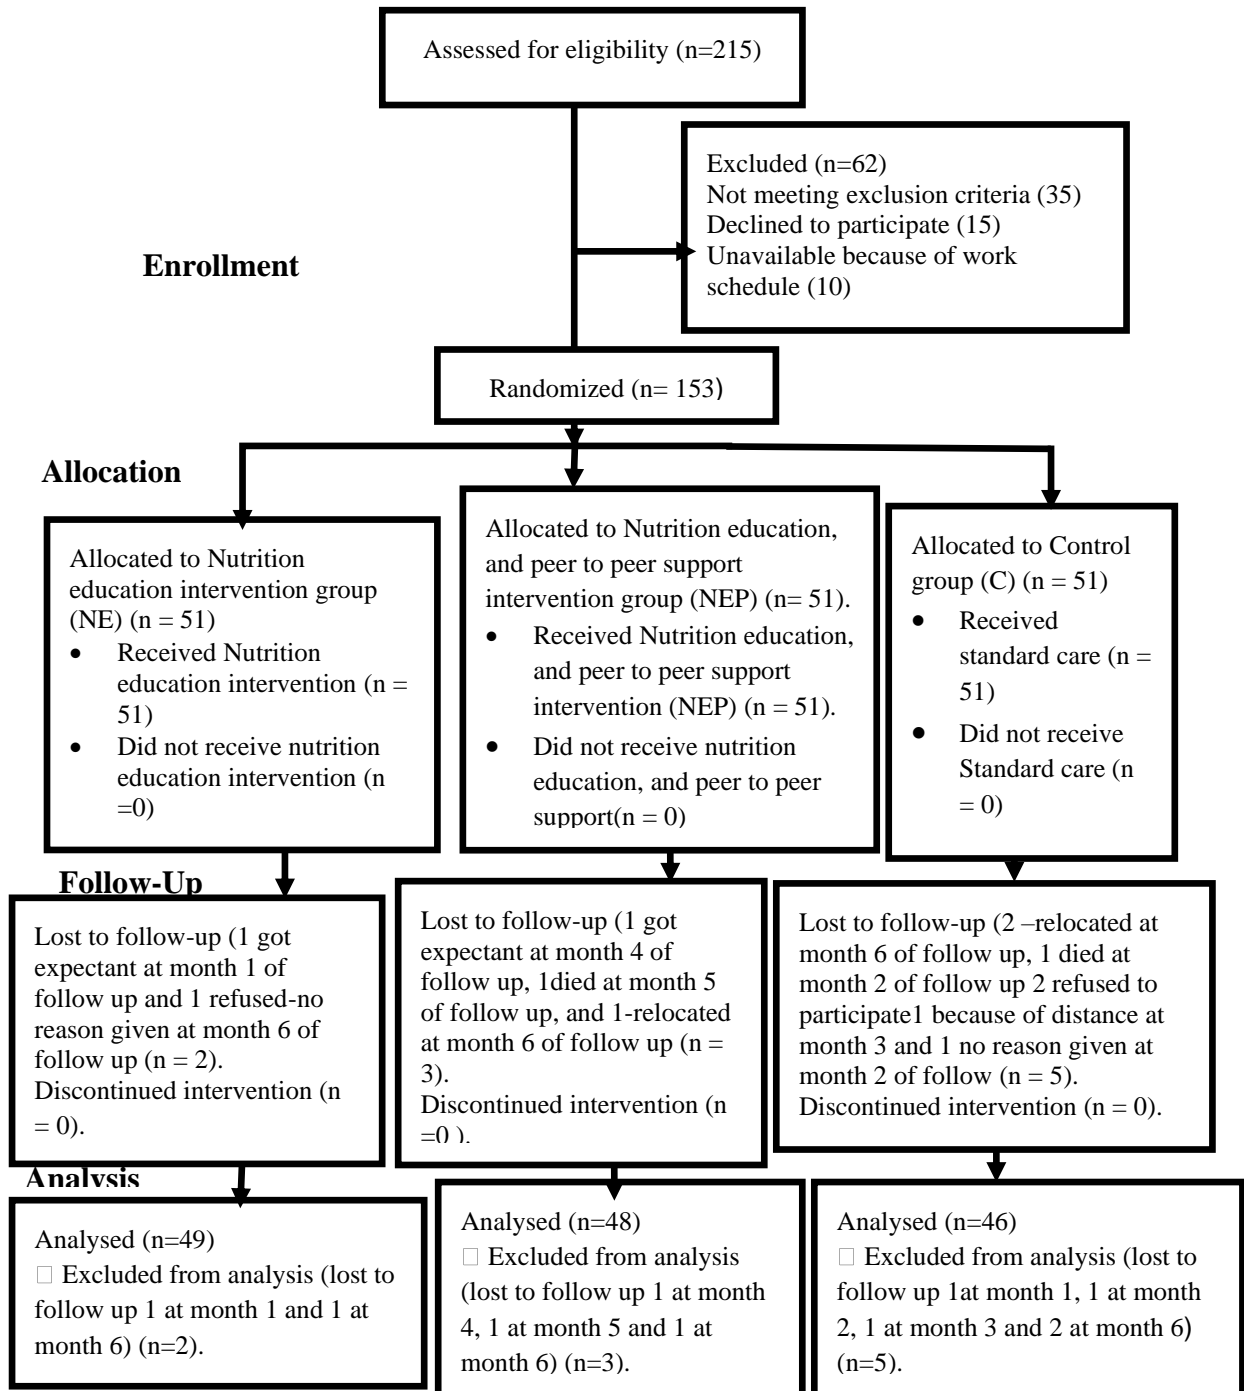 Assessed for eligibility (n=215)
Excluded (n=62)
Not meeting exclusion criteria (35)
Declined to participate (15)
Unavailable because of work
schedule (10)
Enrollment
Randomized (n= 153)
Allocation
Allocated to Nutrition
education intervention group
(NE) (n = 51)
• Received Nutrition
education intervention (n =
51)
• Did not receive nutrition
education intervention (n
=0)
Allocated to Nutrition education,
and peer to peer support
intervention group (NEP) (n= 51).
• Received Nutrition education,
and peer to peer support
intervention (NEP) (n = 51).
• Did not receive nutrition
education, and peer to peer
support(n = 0)
Allocated to Control
group (C) (n = 51)
• Received
standard care (n =
51)
• Did not receive
Standard care (n
= 0)
Follow-Up
Lost to follow-up (1 got
expectant at month 1 of
follow up and 1 refused-no
reason given at month 6 of
follow up (n = 2).
Discontinued intervention (n
= 0).
Lost to follow-up (1 got
expectant at month 4 of
follow up, 1died at month 5
of follow up, and 1-relocated
at month 6 of follow up (n =
3).
Discontinued intervention (n
=0 ).
Lost to follow-up (2 –relocated at
month 6 of follow up, 1 died at
month 2 of follow up 2 refused to
participate1 because of distance at
month 3 and 1 no reason given at
month 2 of follow (n = 5).
Discontinued intervention (n = 0).
Analysis
Analysed (n=49)
□ Excluded from analysis (lost to
follow up 1 at month 1 and 1 at
month 6) (n=2).
Analysed (n=48)
□ Excluded from analysis
(lost to follow up 1 at month
4, 1 at month 5 and 1 at
month 6) (n=3).
Analysed (n=46)
□ Excluded from analysis (lost to
follow up 1at month 1, 1 at month
2, 1 at month 3 and 2 at month 6)
(n=5).